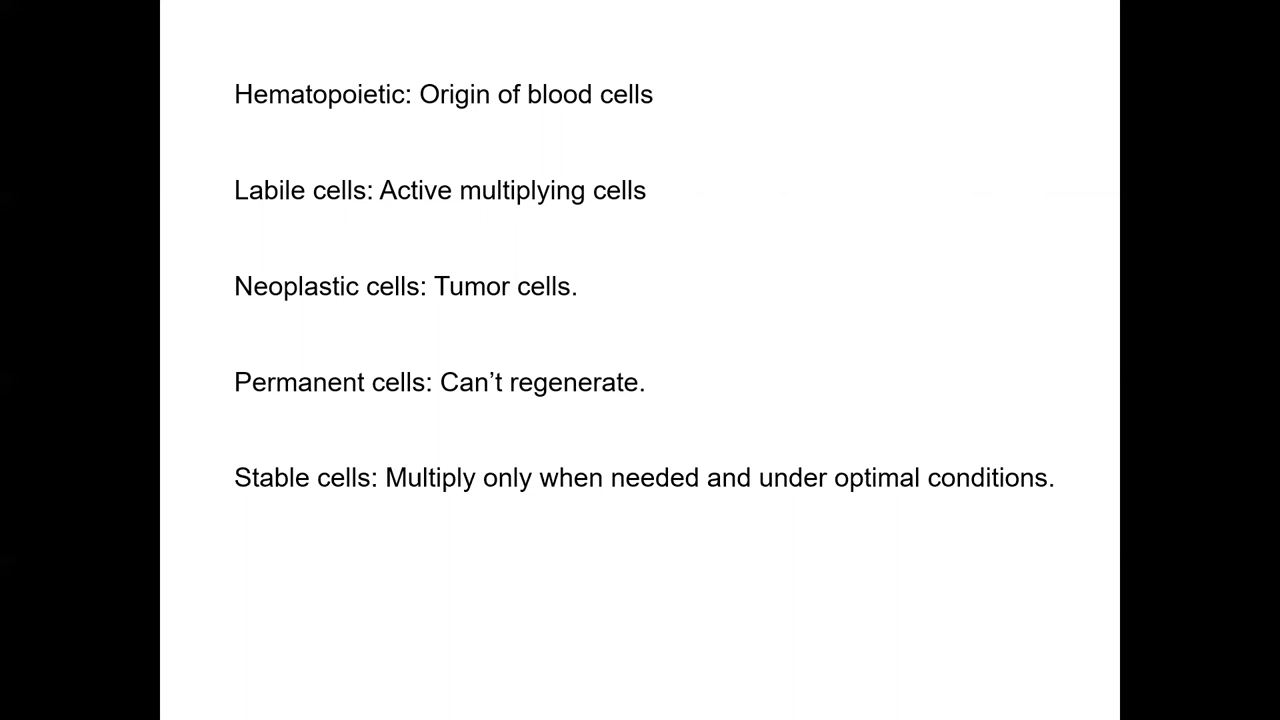 Hematopoietic: Origin of blood cells
Labile cells: Active multiplying cells
Neoplastic cells: Tumor cells.
Permanent cells: Can’t regenerate.
Stable cells: Multiply only when needed and under optimal conditions.